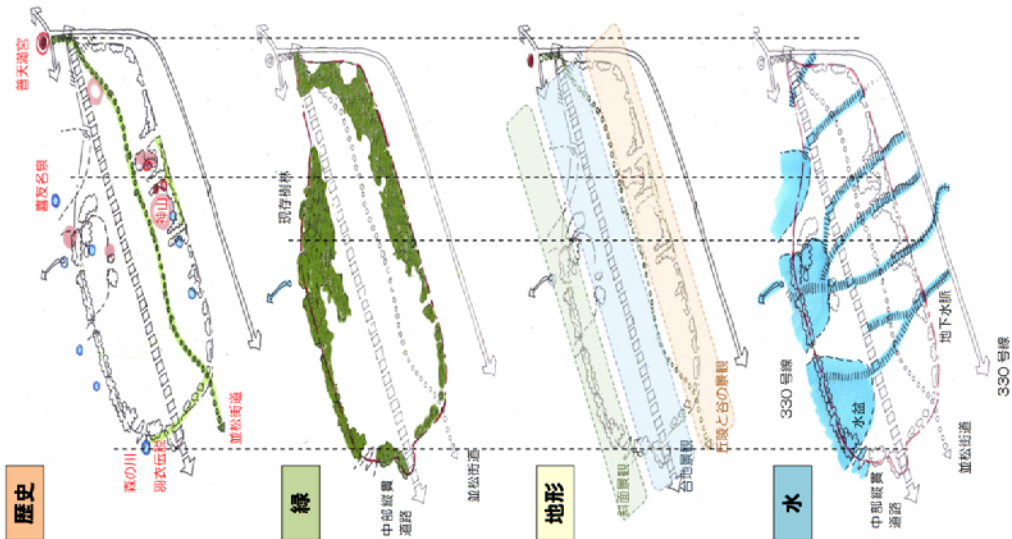 歴史
普天満宮
喜友名泉
神山
森の川
羽衣伝説
並松街道
緑
現存樹林
中部縦貫
道路
並松街道
地形
斜面景観
台地景観
丘陵と谷の景観
水
330号線
水盆
地下水脈
330号線
中部縦貫
道路
並松街道